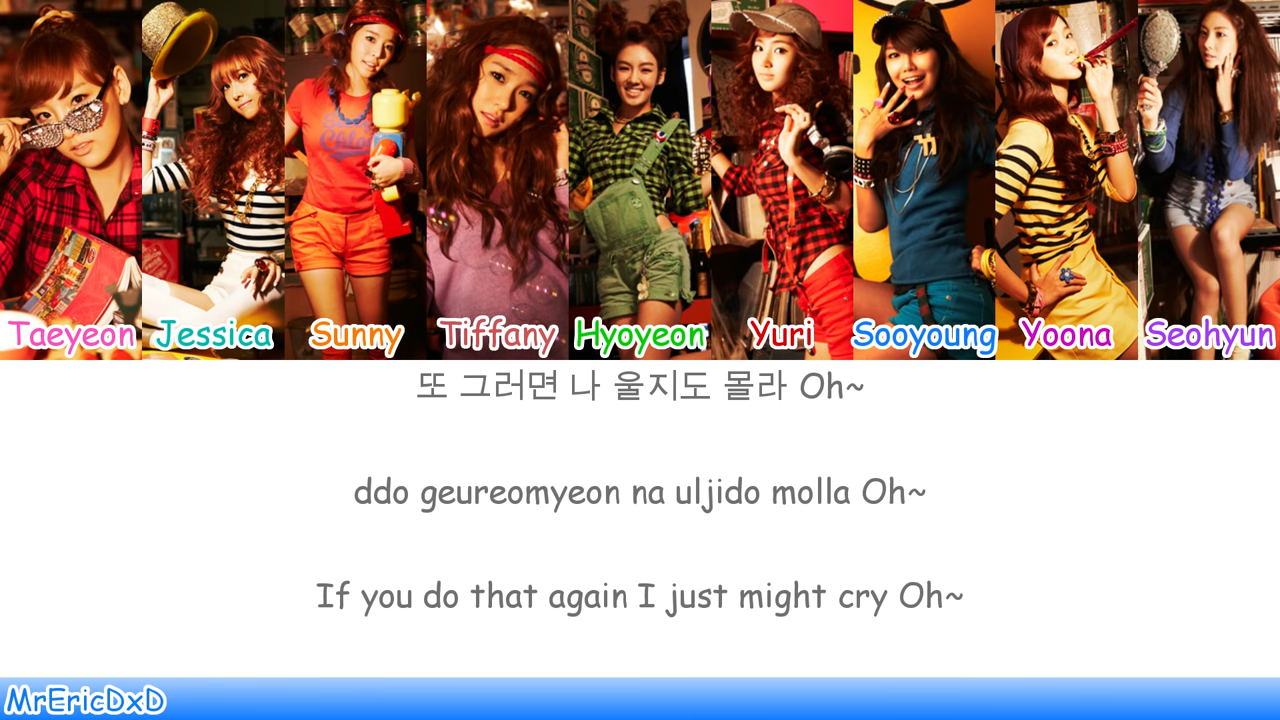 Taeyeon Jessica Sunny Tiffany Hyoyeon Yuri Sooyoung Yoona Seohyun
또 그러면 나 울지도 몰라 Oh~
ddo geureomyeon na uljido molla Oh~
If you do that again I just might cry Oh~
MrEricDxD